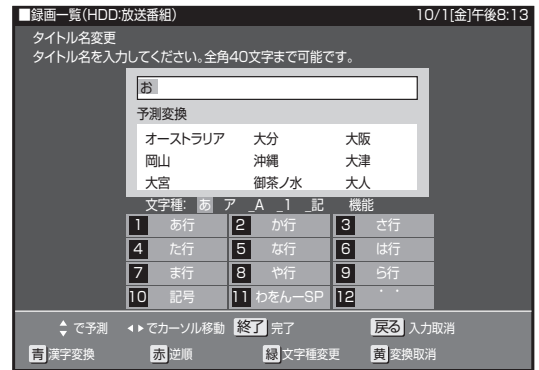 ■録画一覧(HDD:放送番組) 10/1[金]午後8:13
タイトル名変更
タイトル名を入力してください。全角40文字まで可能です。
お
予測変換
オーストラリア 大分 大阪
岡山 沖縄 大津
大宮 御茶ノ水 大人
文字種: あ ア _A _1 _記 機能
1 あ行 2 か行 3 さ行
4 た行 5 な行 6 は行
7 ま行 8 や行 9 ら行
10 記号 11 わをんーSP 12 ゛゜
で予測 でカーソル移動 終了 完了 戻る 入力取消
青 漢字変換 赤 逆順 緑 文字種変更 黄 変換取消